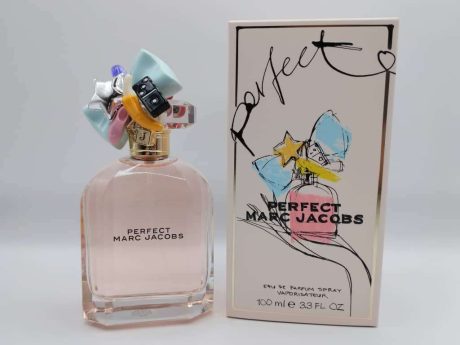 PERFECT
MARC JACOBS
perfect
PERFECT
MARC JACOBS
EAU DE PARFUM SPRAY
VAPORISATEUR
100 ml e 3.3 FL OZ